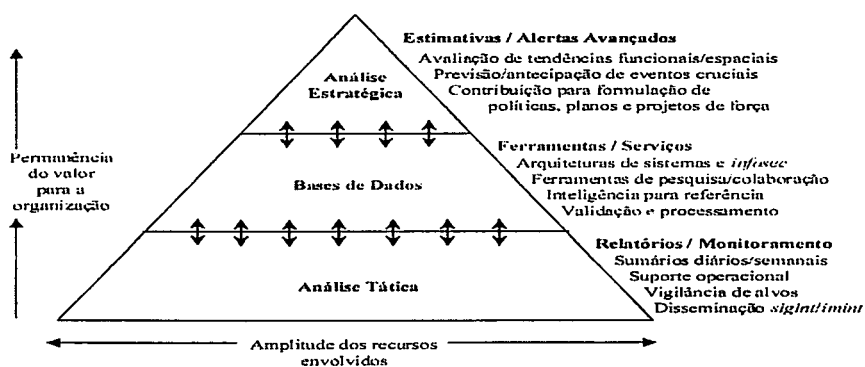 Estimativas / Alertas Avançados
Avaliação de tendências funcionais/espaciais
Previsão/antecipação de eventos cruciais
Contribuição para formulação de
políticas, planos e projetos de força
Análise
Estratégica
Permanência
do valor
para a
organização
Ferramentas / Serviços
Arquiteturas de sistemas e infosec
Ferramentas de pesquisa/colaboração
Inteligência para referência
Validação e processamento
Bases de Dados
Relatórios / Monitoramento
Sumários diários/semanais
Suporte operacional
Vigilância de alvos
Disseminação sigint/imint
Análise Tática
Amplitude dos recursos
envolvidos